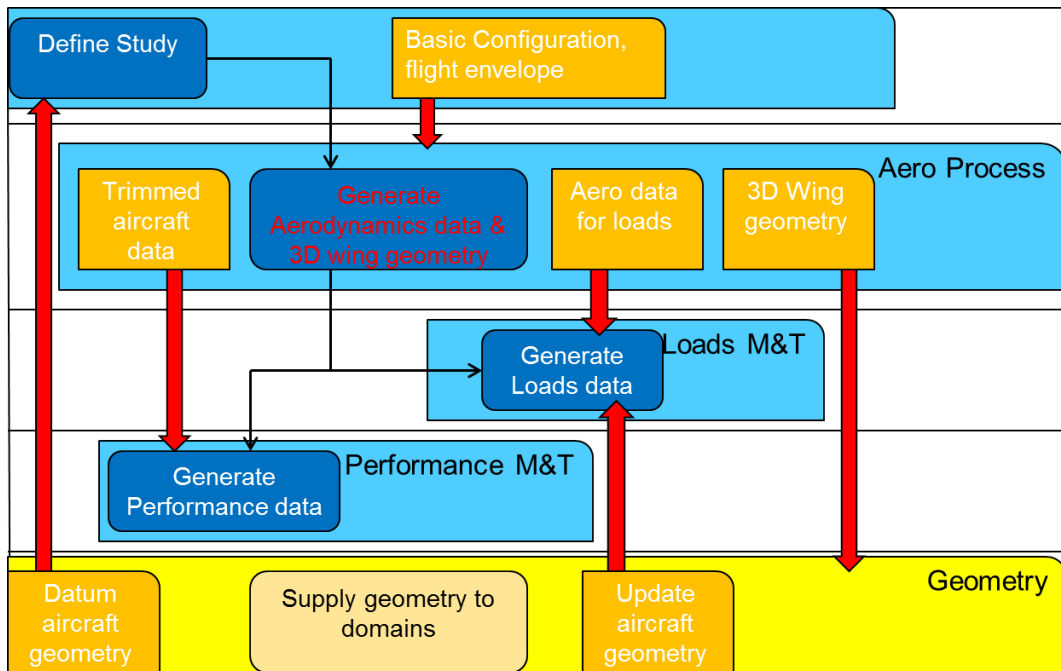 Define Study
Basic Configuration,
flight envelope
Aero Process
Trimmed
aircraft
data
Generate
Aerodynamics data &
3D wing geometry
Aero data
for loads
3D Wing
geometry
Loads M&T
Generate
Loads data
Performance M&T
Generate
Performance data
Geometry
Datum
aircraft
geometry
Supply geometry to
domains
Update
aircraft
geometry